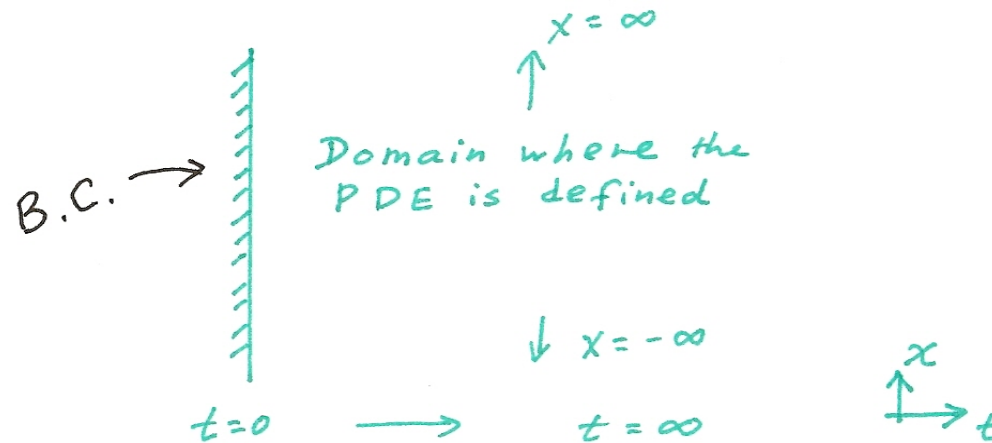 x = ∞
Domain where the
PDE is defined
B.C.
x = - ∞
t=0
t = ∞
x
t